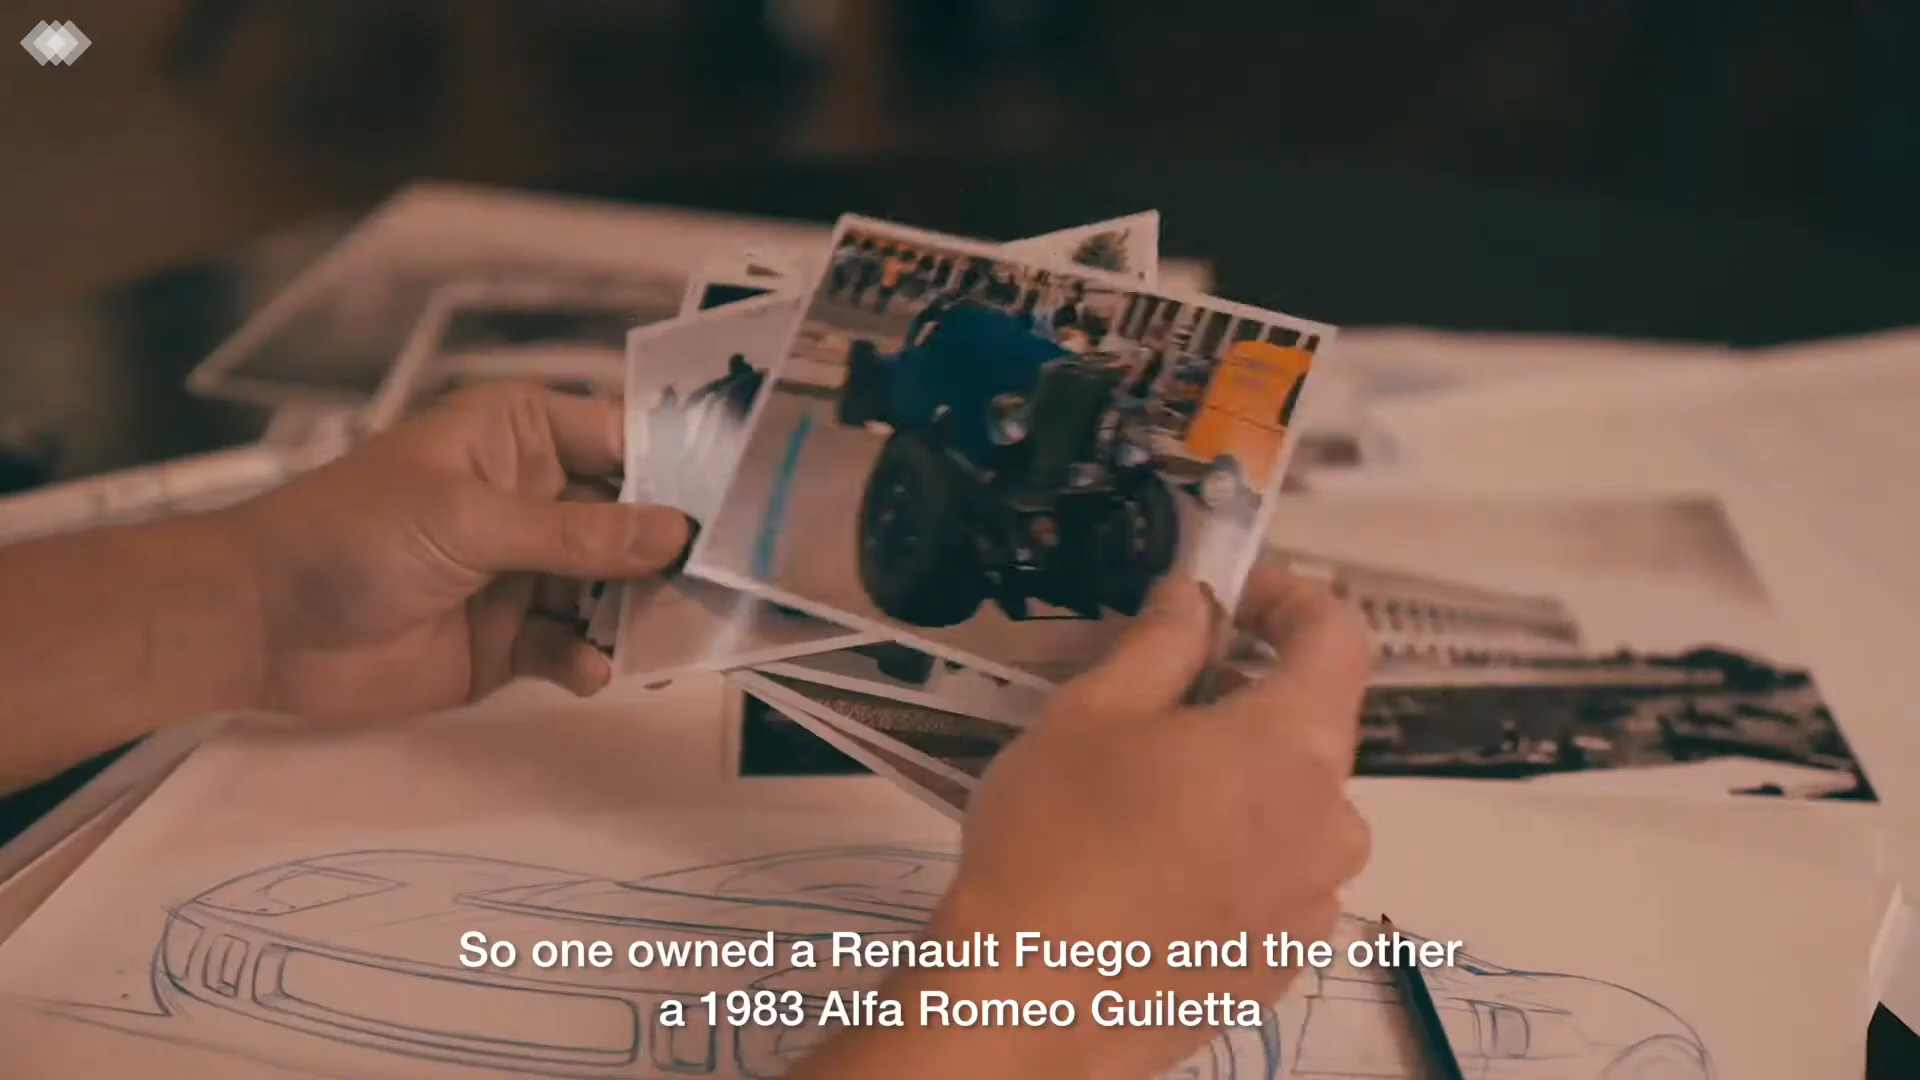 So one owned a Renault Fuego and the other
a 1983 Alfa Romeo Guiletta